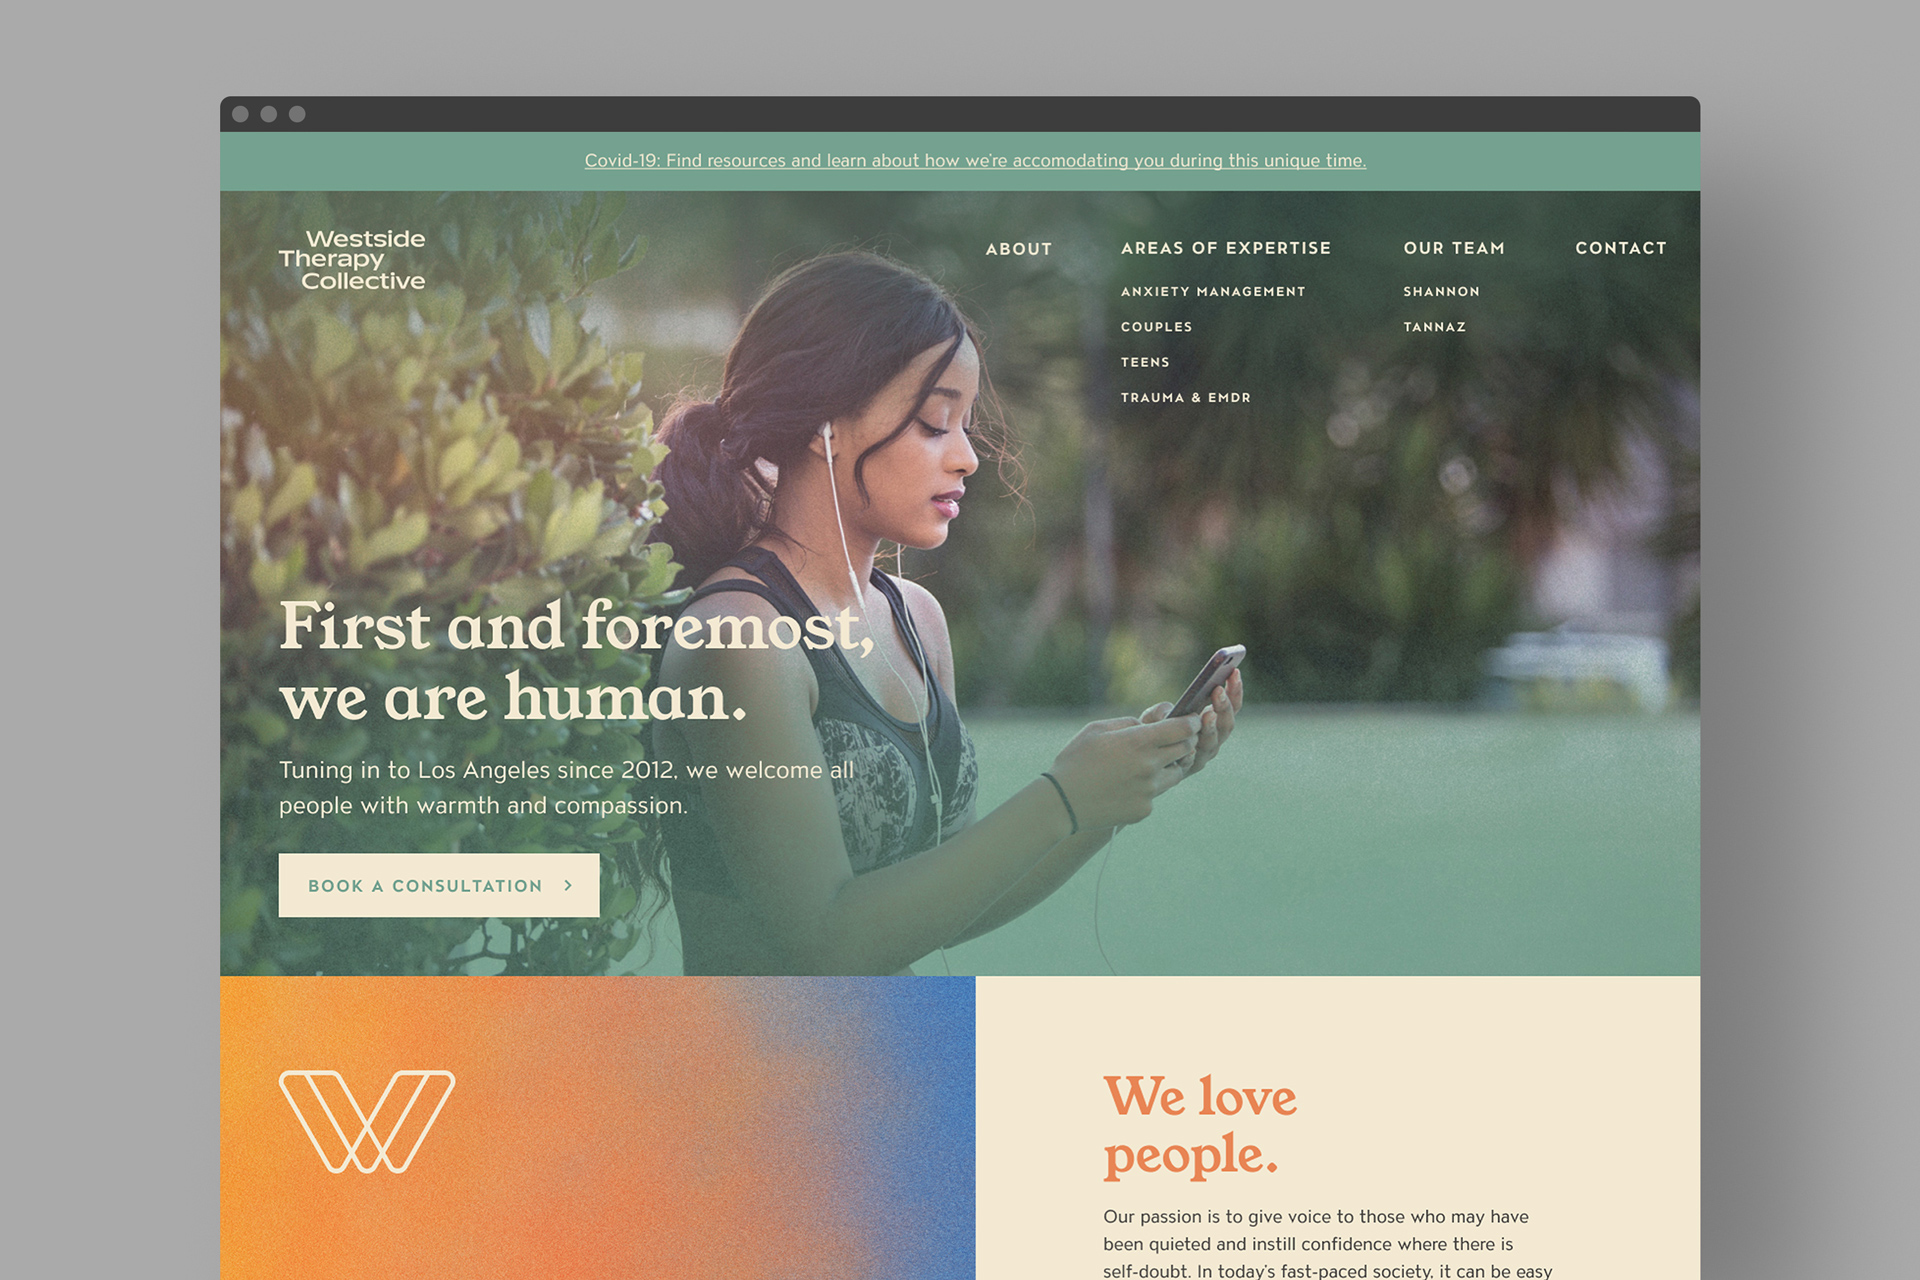 Covid-19: Find resources and learn about how we're accomodating you during this unique time.
Westside
Therapy
Collective
ABOUT
AREAS OF EXPERTISE
ANXIETY MANAGEMENT
COUPLES
TEENS
TRAUMA & EMDR
OUR TEAM
SHANNON
TANNAZ
CONTACT
First and foremost,
we are human.
Tuning in to Los Angeles since 2012, we welcome all
people with warmth and compassion.
BOOK A CONSULTATION >
W
We love
people.
Our passion is to give voice to those who may have
been quieted and instill confidence where there is
self-doubt. In today's fast-paced society, it can be easy